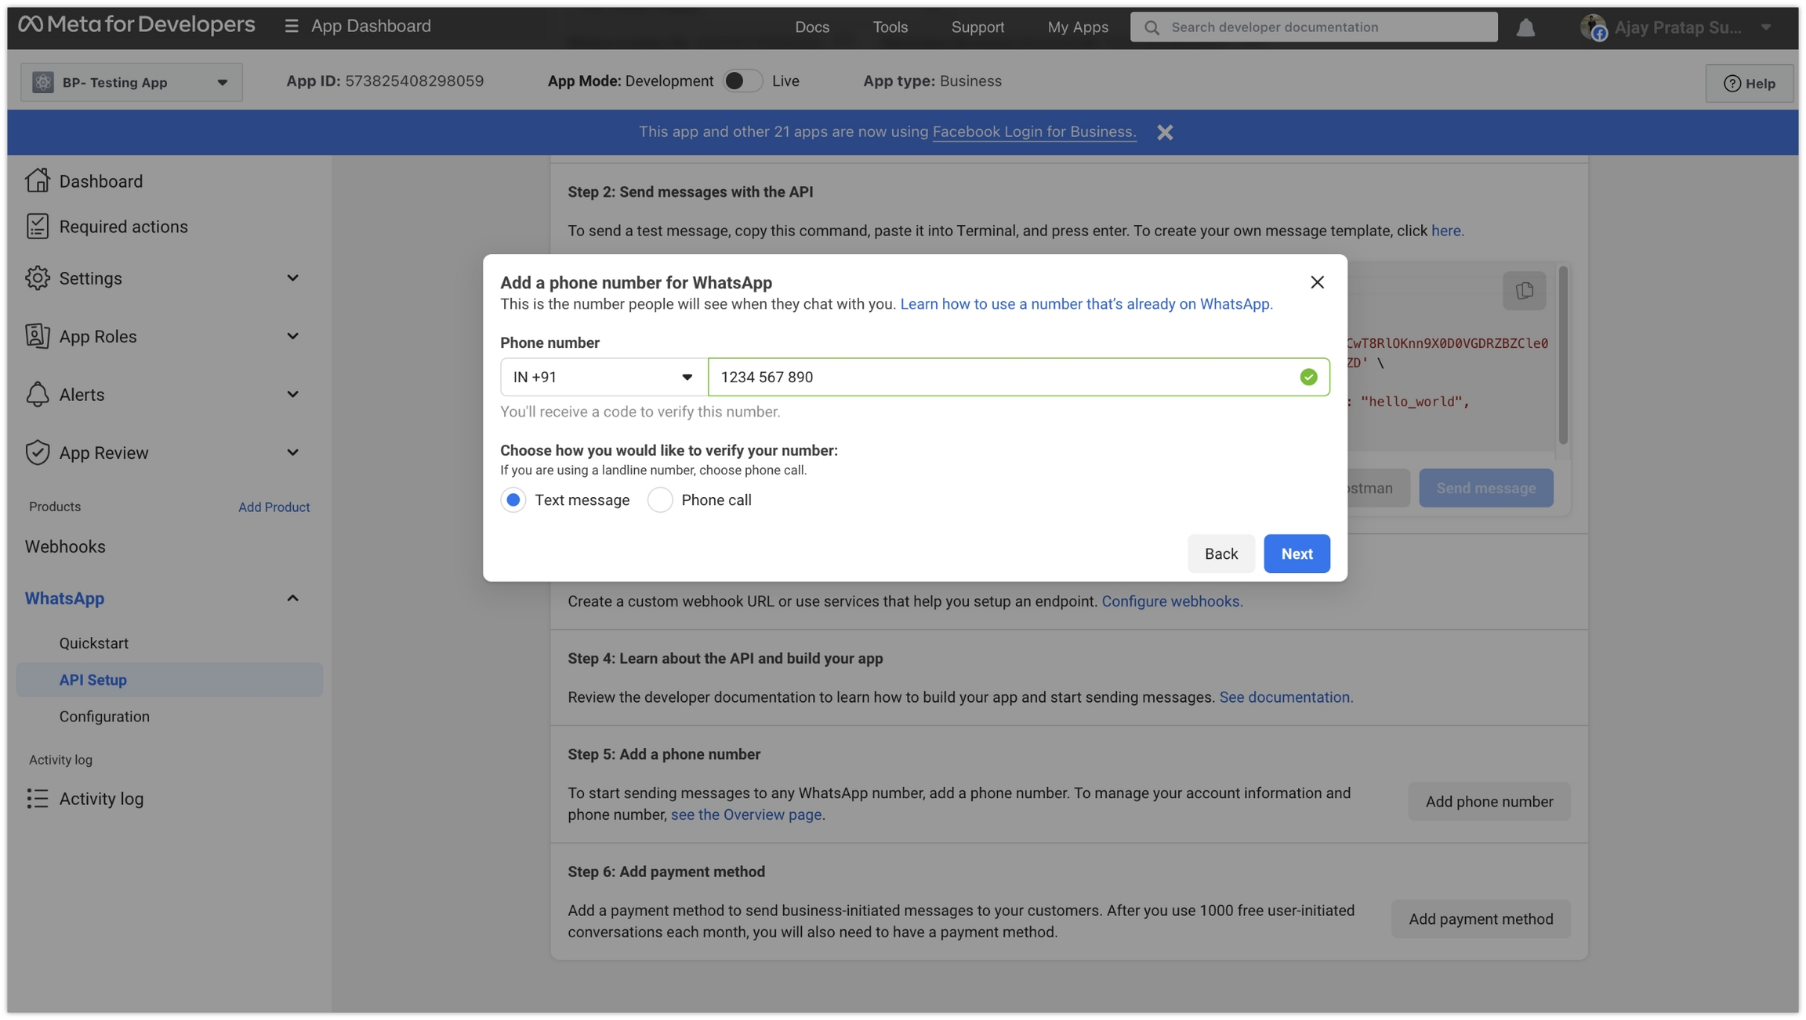 Meta for Developers
App Dashboard
Docs
Tools
Support
My Apps
Search developer documentation
Ajay Pratap Su...
BP- Testing App
App ID: 573825408298059
App Mode: Development
Live
App type: Business
Help
This app and other 21 apps are now using Facebook Login for Business.
Dashboard
Required actions
Settings
App Roles
Alerts
App Review
Products
Add Product
Webhooks
WhatsApp
Quickstart
API Setup
Configuration
Activity log
Activity log
Step 2: Send messages with the API
To send a test message, copy this command, paste it into Terminal, and press enter. To create your own message template, click here.
CwT8RlOKnn9X0D0VGDRZBZCle0
ZD' \
: "hello_world",
ostman
Send message
Add a phone number for WhatsApp
This is the number people will see when they chat with you. Learn how to use a number that's already on WhatsApp.
Phone number
IN +91
1234 567 890
You'll receive a code to verify this number.
Choose how you would like to verify your number:
If you are using a landline number, choose phone call.
Text message
Phone call
Back
Next
Create a custom webhook URL or use services that help you setup an endpoint. Configure webhooks.
Step 4: Learn about the API and build your app
Review the developer documentation to learn how to build your app and start sending messages. See documentation.
Step 5: Add a phone number
To start sending messages to any WhatsApp number, add a phone number. To manage your account information and
phone number, see the Overview page.
Add phone number
Step 6: Add payment method
Add a payment method to send business-initiated messages to your customers. After you use 1000 free user-initiated
conversations each month, you will also need to have a payment method.
Add payment method